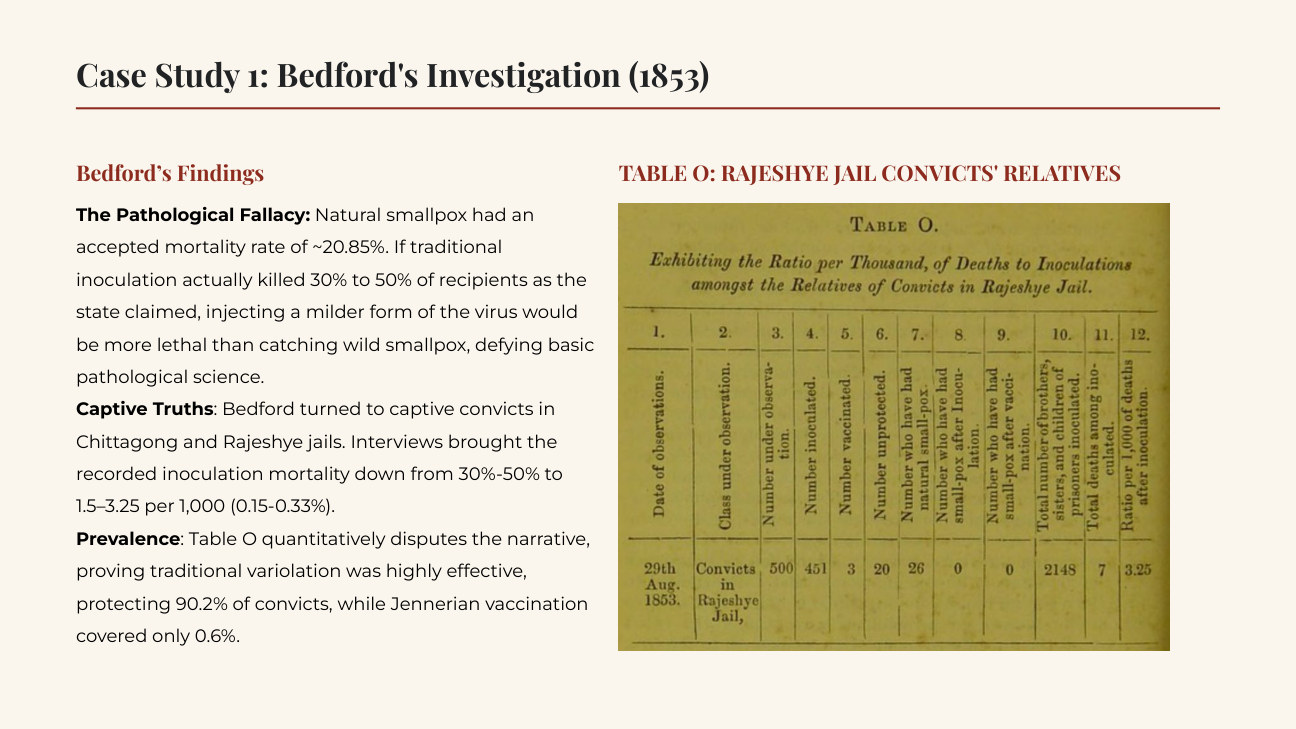 Case Study 1: Bedford's Investigation (1853)
Bedford’s Findings
The Pathological Fallacy: Natural smallpox had an
accepted mortality rate of ~20.85%. If traditional
inoculation actually killed 30% to 50% of recipients as the
state claimed, injecting a milder form of the virus would
be more lethal than catching wild smallpox, defying basic
pathological science.
Captive Truths: Bedford turned to captive convicts in
Chittagong and Rajeshye jails. Interviews brought the
recorded inoculation mortality down from 30%-50% to
1.5–3.25 per 1,000 (0.15-0.33%).
Prevalence: Table O quantitatively disputes the narrative,
proving traditional variolation was highly effective,
protecting 90.2% of convicts, while Jennerian vaccination
covered only 0.6%.
TABLE O: RAJESHYE JAIL CONVICTS' RELATIVES
TABLE O.
Exhibiting the Ratio per Thousand, of Deaths to Inoculations
amongst the Relatives of Convicts in Rajeshye Jail.
1. 2. 3. 4. 5. 6. 7. 8. 9. 10. 11. 12.
Date of observations.
Class under observation.
Number under observa-
tion.
Number inoculated.
Number vaccinated.
Number unprotected.
Number who have had
natural small-pox.
Number who have had
small-pox after Inocu-
lation.
Number who have had
small-pox after vacci-
nation.
Total number of brothers,
sisters, and children of
prisoners inoculated.
Total deaths among ino-
culated.
Ratio per 1,000 of deaths
after inoculation.
29th Convicts 500 451 3 20 26 0 0 2148 7 3.25
Aug. in
1853. Rajeshye
Jail,